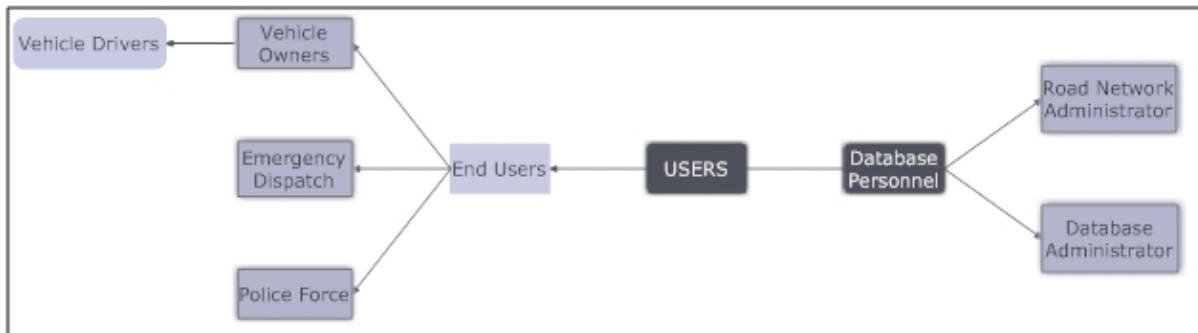 Vehicle Drivers
Vehicle
Owners
Emergency
Dispatch
Police Force
End Users
USERS
Database
Personnel
Road Network
Administrator
Database
Administrator